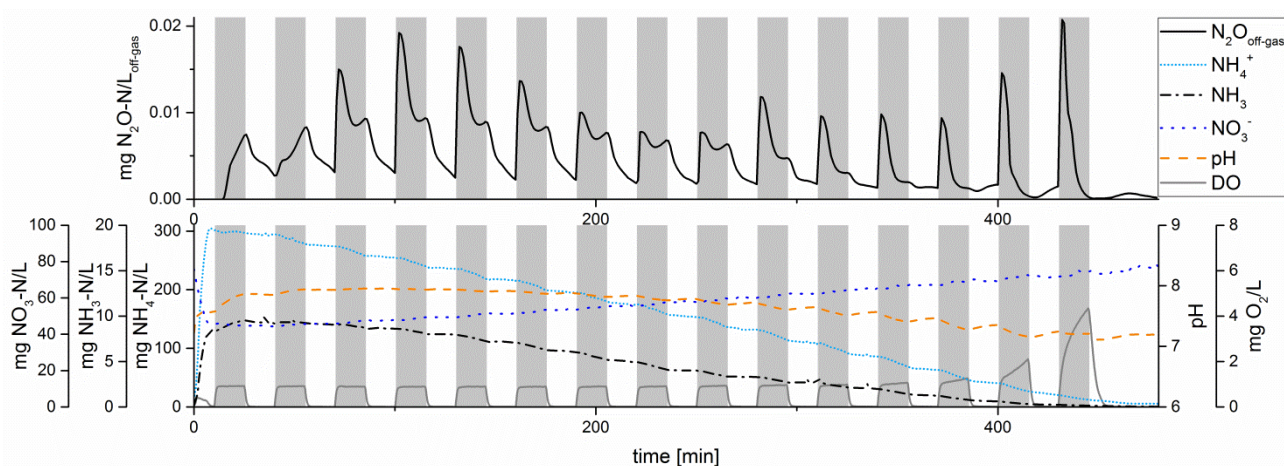 mg N₂O-N/L_off-gas
0.02
0.01
0.00
0
200
400
N₂O_off-gas
NH₄⁺
NH₃
NO₃⁻
pH
DO
mg NO₃-N/L
100
80
60
40
20
0
mg NH₃-N/L
20
15
10
5
0
mg NH₄-N/L
300
200
100
0
9
8
7
6
pH
8
6
4
2
0
mg O₂/L
0
200
400
time [min]